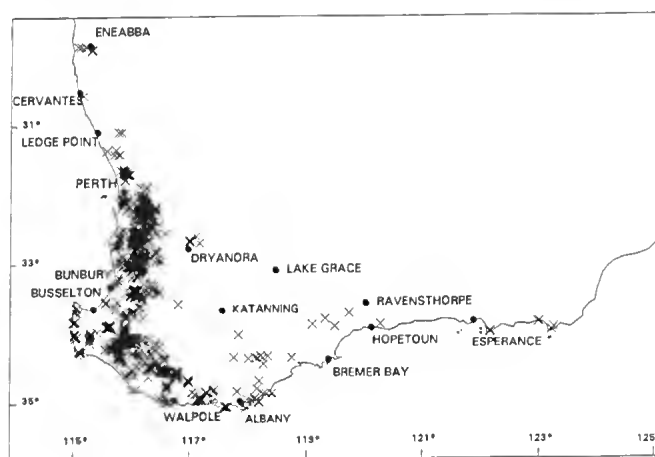 ENEABBA
CERVANTES
31°
LEDGE POINT
PERTH
DRYANORA
33°
LAKE GRACE
BUNBUR
BUSSELTON
KATANNING
RAVENSTHORPE
HOPETOUN
ESPERANCE
BREMER BAY
35°
WALPOLE
ALBANY
115° 117° 119° 121° 123° 125